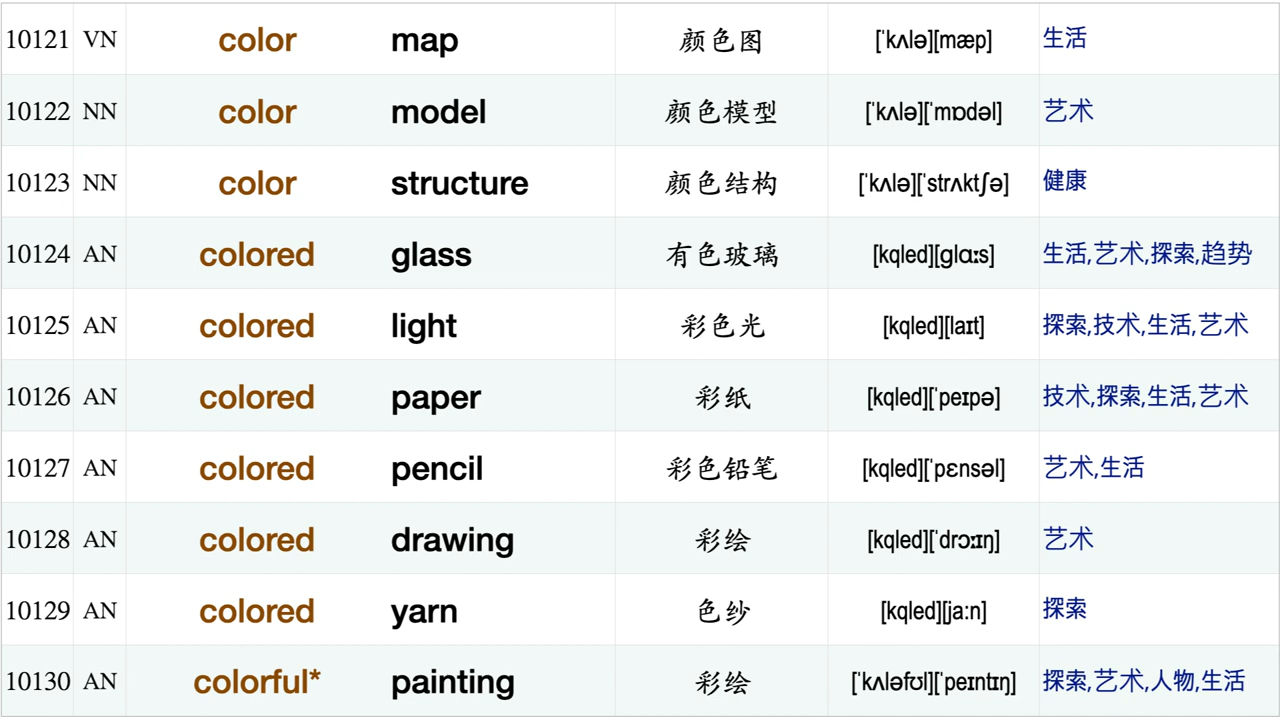 10121 VN color map 颜色图 [ˈkʌlə][mæp] 生活
10122 NN color model 颜色模型 [ˈkʌlə][ˈmɒdəl] 艺术
10123 NN color structure 颜色结构 [ˈkʌlə][ˈstrʌktʃə] 健康
10124 AN colored glass 有色玻璃 [kqled][glɑːs] 生活,艺术,探索,趋势
10125 AN colored light 彩色光 [kqled][laɪt] 探索,技术,生活,艺术
10126 AN colored paper 彩纸 [kqled][ˈpeɪpə] 技术,探索,生活,艺术
10127 AN colored pencil 彩色铅笔 [kqled][ˈpɛnsəl] 艺术,生活
10128 AN colored drawing 彩绘 [kqled][ˈdrɔːɪŋ] 艺术
10129 AN colored yarn 色纱 [kqled][ja:n] 探索
10130 AN colorful* painting 彩绘 [ˈkʌləfʊl][ˈpeɪntɪŋ] 探索,艺术,人物,生活